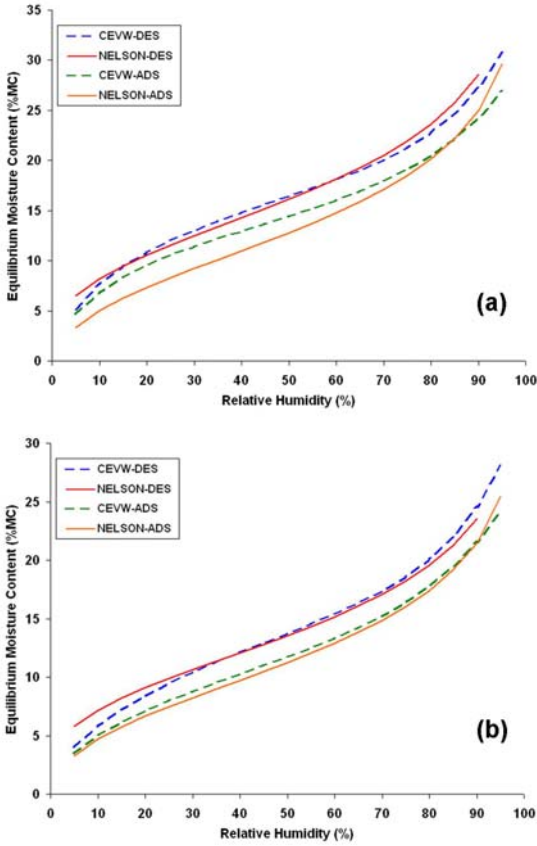 35
30
25
20
15
10
5
0
Equilibrium Moisture Content (%MC)
CEVW-DES
NELSON-DES
CEVW-ADS
NELSON-ADS
(a)
0 10 20 30 40 50 60 70 80 90 100
Relative Humidity (%)
30
25
20
15
10
5
0
Equilibrium Moisture Content (%MC)
CEVW-DES
NELSON-DES
CEVW-ADS
NELSON-ADS
(b)
0 10 20 30 40 50 60 70 80 90 100
Relative Humidity (%)